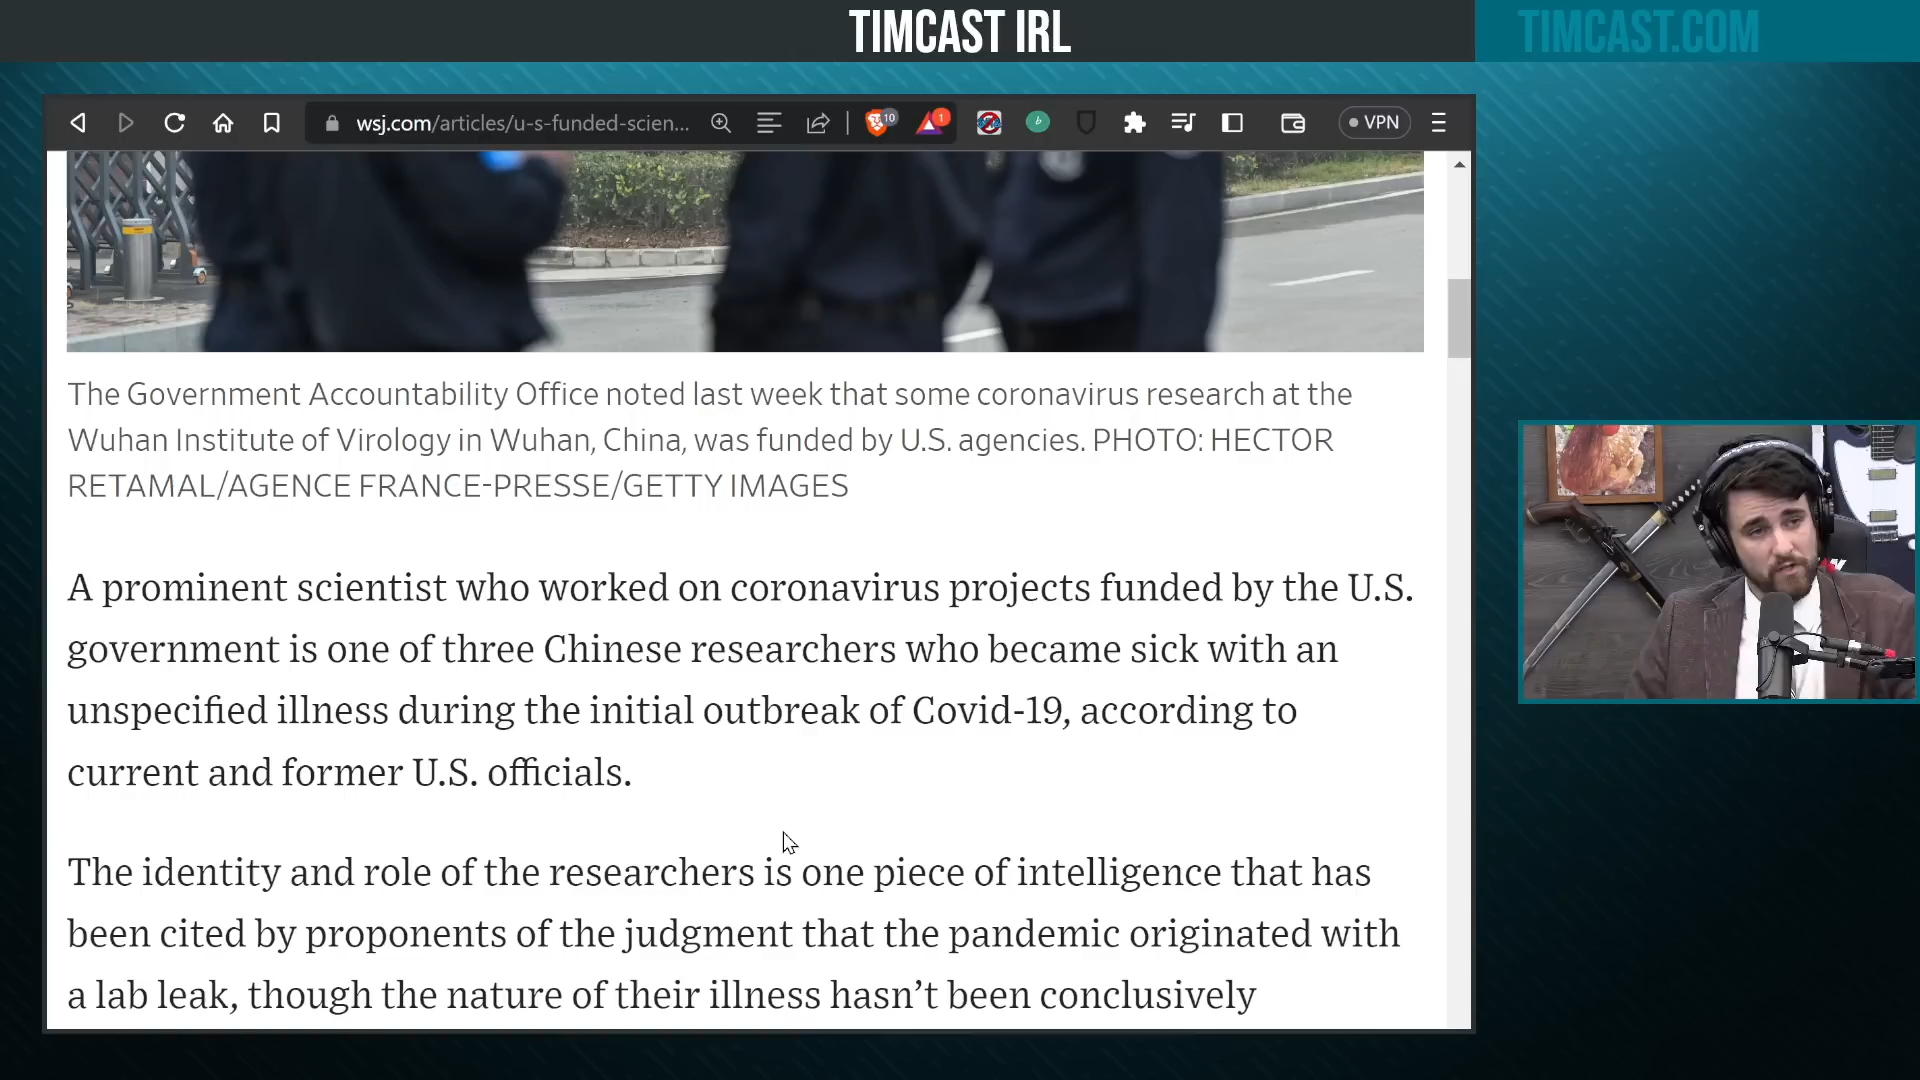 TIMCAST IRL
TIMCAST.COM
wsj.com/articles/u-s-funded-scien...
10
1
b
VPN
The Government Accountability Office noted last week that some coronavirus research at the
Wuhan Institute of Virology in Wuhan, China, was funded by U.S. agencies. PHOTO: HECTOR
RETAMAL/AGENCE FRANCE-PRESSE/GETTY IMAGES
A prominent scientist who worked on coronavirus projects funded by the U.S.
government is one of three Chinese researchers who became sick with an
unspecified illness during the initial outbreak of Covid-19, according to
current and former U.S. officials.
The identity and role of the researchers is one piece of intelligence that has
been cited by proponents of the judgment that the pandemic originated with
a lab leak, though the nature of their illness hasn’t been conclusively